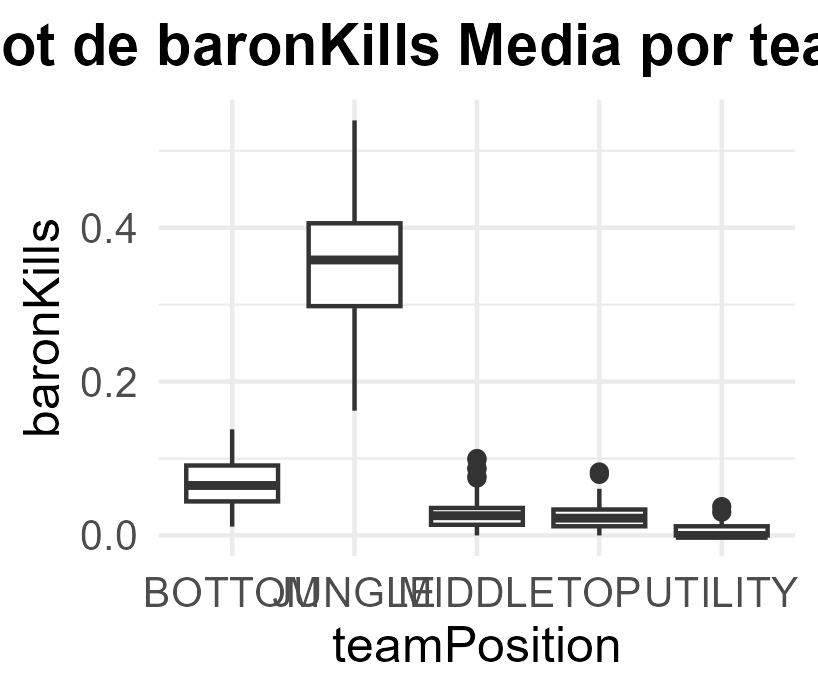 ot de baronKills Media por tea
baronKills
0.4
0.2
0.0
BOTTOM JUNGLE MIDDLE TOP UTILITY
teamPosition